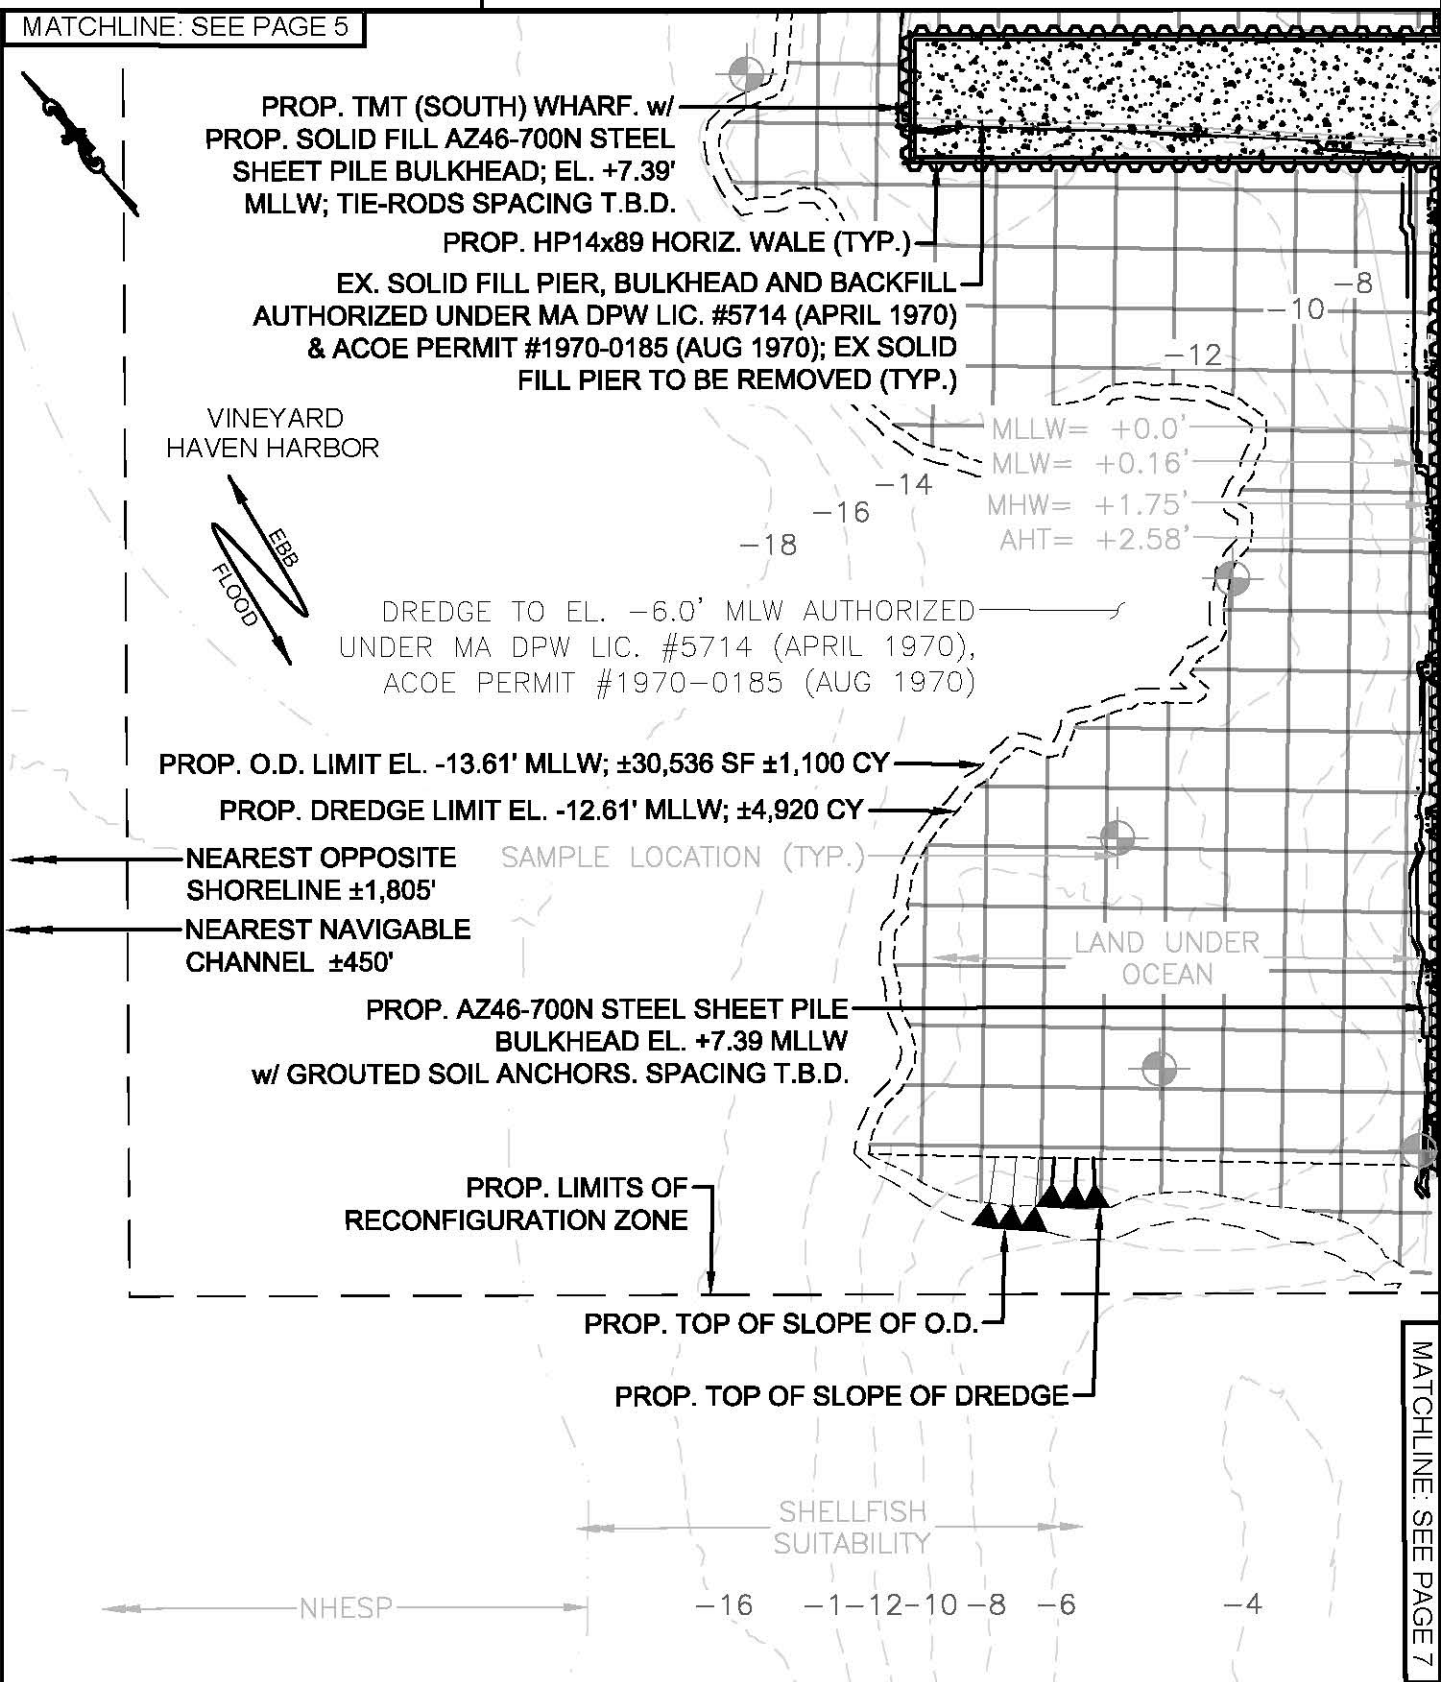 MATCHLINE: SEE PAGE 5
PROP. TMT (SOUTH) WHARF. w/
PROP. SOLID FILL AZ46-700N STEEL
SHEET PILE BULKHEAD; EL. +7.39'
MLLW; TIE-RODS SPACING T.B.D.
PROP. HP14x89 HORIZ. WALE (TYP.)
EX. SOLID FILL PIER, BULKHEAD AND BACKFILL
AUTHORIZED UNDER MA DPW LIC. #5714 (APRIL 1970)
& ACOE PERMIT #1970-0185 (AUG 1970); EX SOLID
FILL PIER TO BE REMOVED (TYP.)
-8
-10
-12
VINEYARD
HAVEN HARBOR
MLLW= +0.0'
MLW= +0.16'
MHW= +1.75'
AHT= +2.58'
-14
-16
-18
EBB
FLOOD
DREDGE TO EL. -6.0' MLW AUTHORIZED
UNDER MA DPW LIC. #5714 (APRIL 1970),
ACOE PERMIT #1970-0185 (AUG 1970)
PROP. O.D. LIMIT EL. -13.61' MLLW; ±30,536 SF ±1,100 CY
PROP. DREDGE LIMIT EL. -12.61' MLLW; ±4,920 CY
NEAREST OPPOSITE
SHORELINE ±1,805'
SAMPLE LOCATION (TYP.)
NEAREST NAVIGABLE
CHANNEL ±450'
LAND UNDER
OCEAN
PROP. AZ46-700N STEEL SHEET PILE
BULKHEAD EL. +7.39 MLLW
w/ GROUTED SOIL ANCHORS. SPACING T.B.D.
PROP. LIMITS OF
RECONFIGURATION ZONE
PROP. TOP OF SLOPE OF O.D.
PROP. TOP OF SLOPE OF DREDGE
MATCHLINE: SEE PAGE 7
SHELLFISH
SUITABILITY
NHESP
-16 -1-12-10 -8 -6 -4